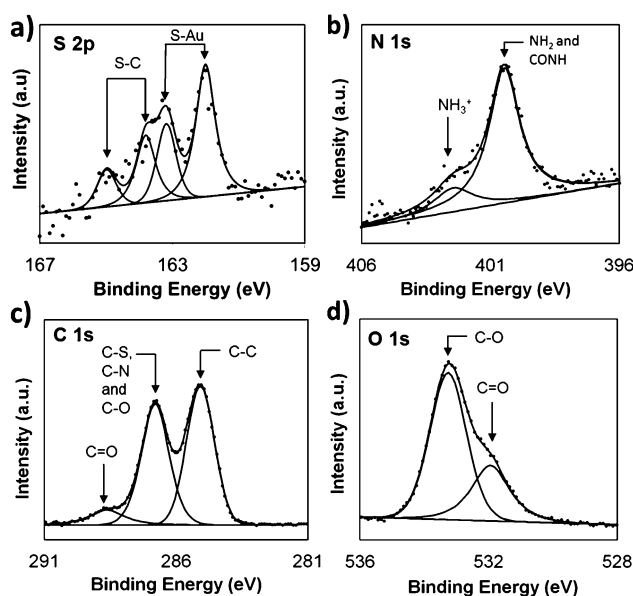 a)
S 2p
S-Au
S-C
Intensity (a.u)
167
163
159
Binding Energy (eV)
b)
N 1s
NH₂ and
CONH
NH₃⁺
Intensity (a.u.)
406
401
396
Binding Energy (eV)
c)
C 1s
C-S,
C-N
and
C-O
C-C
C=O
Intensity (a.u.)
291
286
281
Binding Energy (eV)
d)
O 1s
C-O
C=O
Intensity (a.u.)
536
532
528
Binding Energy (eV)